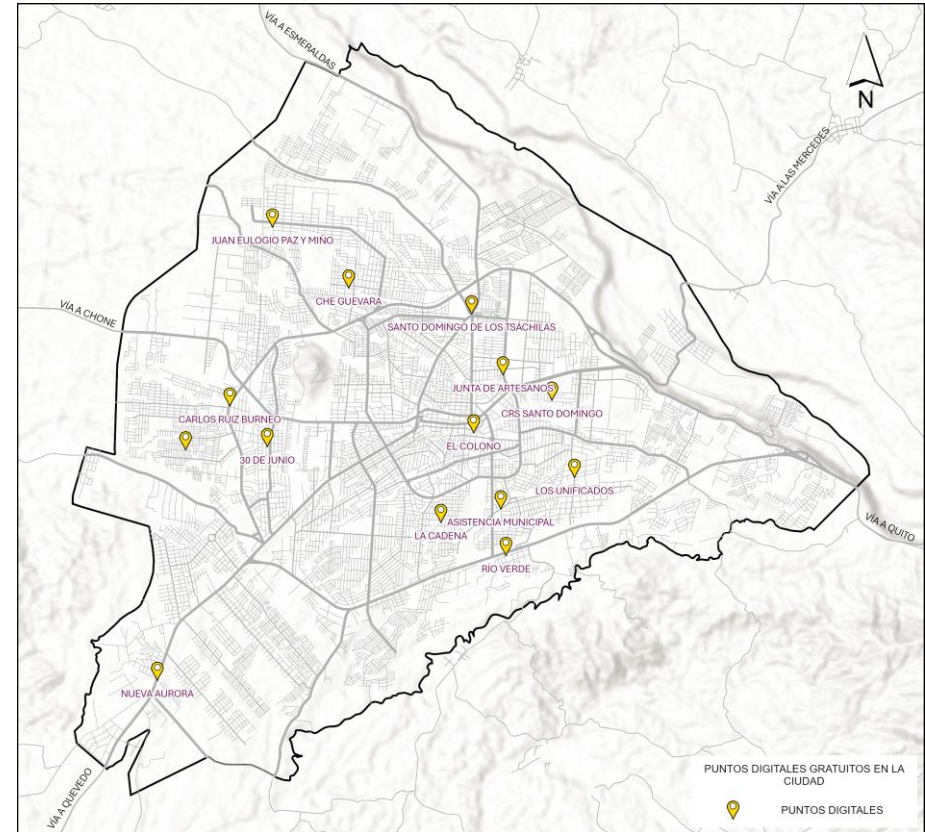 VÍA A ESMERALDAS
N
VÍA A LAS MERCEDES
JUAN EULOGIO PAZ Y MIÑO
CHE GUEVARA
VÍA A CHONE
SANTO DOMINGO DE LOS TSÁCHILAS
JUNTA DE ARTESANOS
CRS SANTO DOMINGO
CARLOS RUIZ BURNEO
EL COLONO
30 DE JUNIO
LOS UNIFICADOS
ASISTENCIA MUNICIPAL
LA CADENA
VÍA A QUITO
RÍO VERDE
NUEVA AURORA
VÍA A QUEVEDO
PUNTOS DIGITALES GRATUITOS EN LA
CIUDAD
PUNTOS DIGITALES